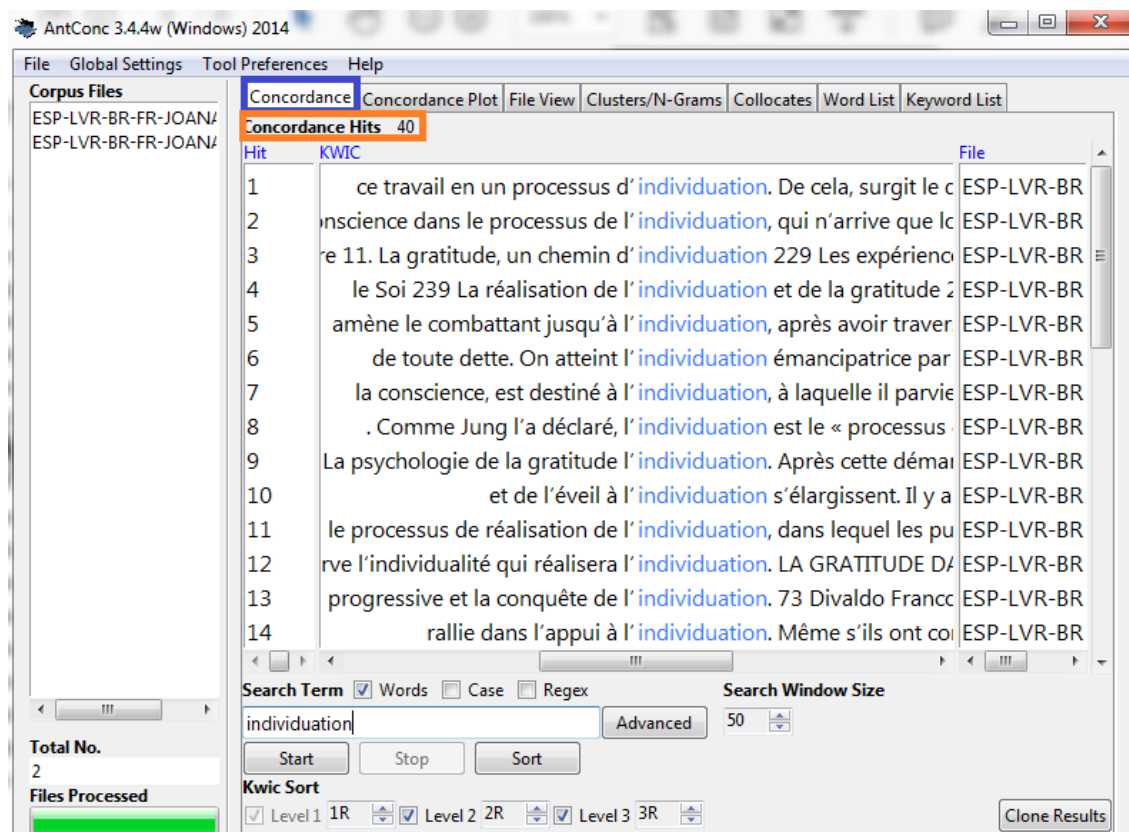 AntConc 3.4.4w (Windows) 2014
File Global Settings Tool Preferences Help
Corpus Files
ESP-LVR-BR-FR-JOANA
ESP-LVR-BR-FR-JOANA
Concordance Concordance Plot File View Clusters/N-Grams Collocates Word List Keyword List
Concordance Hits 40
Hit KWIC File
1 ce travail en un processus d’individuation. De cela, surgit le c ESP-LVR-BR
2 nscience dans le processus de l’individuation, qui n’arrive que lo ESP-LVR-BR
3 re 11. La gratitude, un chemin d’individuation 229 Les expérienc ESP-LVR-BR
4 le Soi 239 La réalisation de l’individuation et de la gratitude 2 ESP-LVR-BR
5 amène le combattant jusqu’à l’individuation, après avoir traver ESP-LVR-BR
6 de toute dette. On atteint l’individuation émancipatrice par ESP-LVR-BR
7 la conscience, est destiné à l’individuation, à laquelle il parvie ESP-LVR-BR
8 . Comme Jung l’a déclaré, l’individuation est le « processus ESP-LVR-BR
9 La psychologie de la gratitude l’individuation. Après cette démar ESP-LVR-BR
10 et de l’éveil à l’individuation s’élargissent. Il y a ESP-LVR-BR
11 le processus de réalisation de l’individuation, dans lequel les pu ESP-LVR-BR
12 rve l’individualité qui réalisera l’individuation. LA GRATITUDE DA ESP-LVR-BR
13 progressive et la conquête de l’individuation. 73 Divaldo Franco ESP-LVR-BR
14 rallie dans l’appui à l’individuation. Même s’ils ont co ESP-LVR-BR
Search Term Words Case Regex Search Window Size
individuation Advanced 50
Total No.
2
Start Stop Sort
Files Processed
Kwic Sort
Level 1 1R Level 2 2R Level 3 3R Clone Results